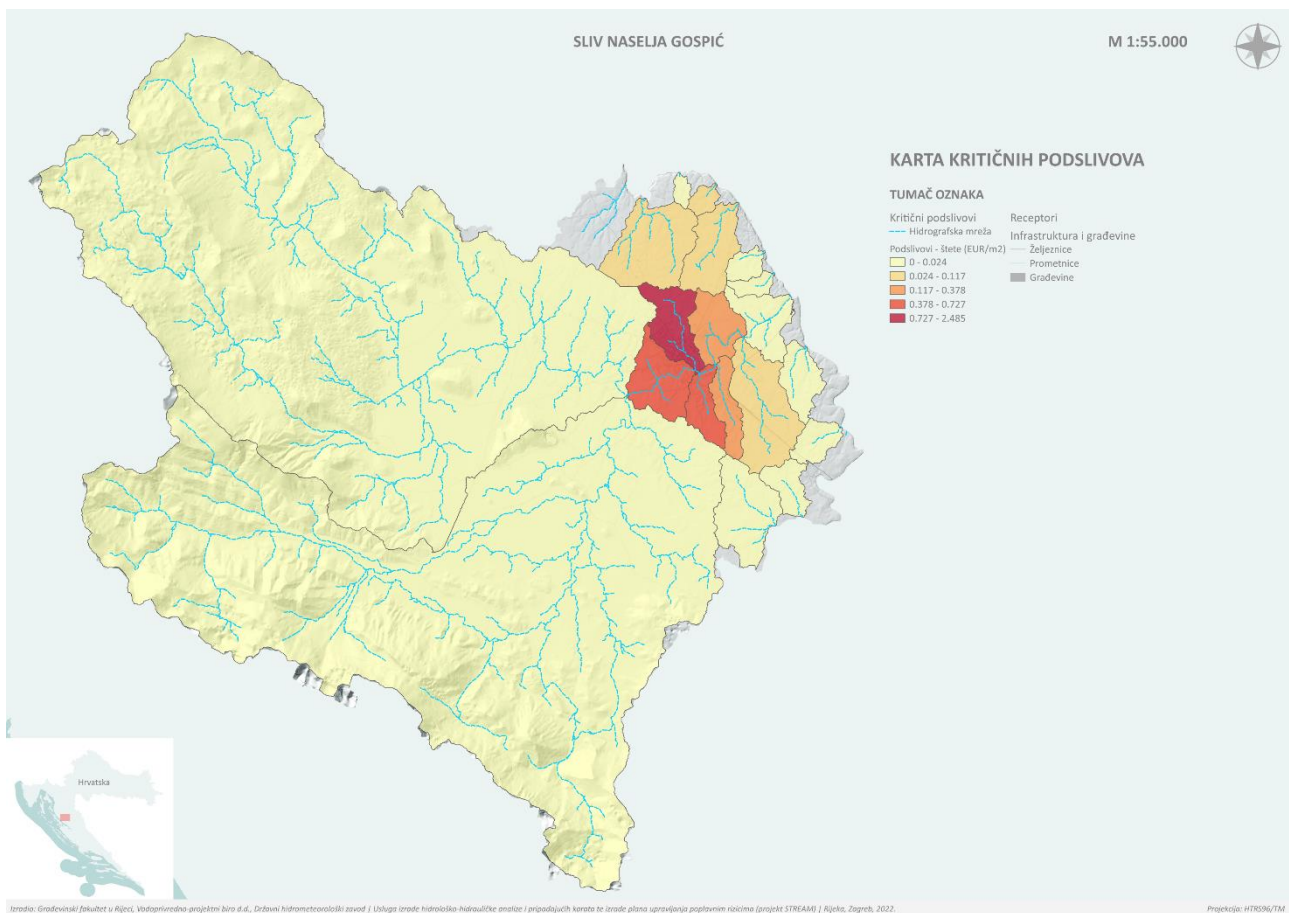 SLIV NASELJA GOSPIĆ
M 1:55.000
KARTA KRITIČNIH PODSLIVOVA
TUMAČ OZNAKA
Kritični podslivovi
Hidrografska mreža
Podslivovi - štete (EUR/m2)
0 - 0.024
0.024 - 0.117
0.117 - 0.378
0.378 - 0.727
0.727 - 2.485
Receptori
Infrastruktura i građevine
Željeznice
Prometnice
Građevine
Hrvatska
Izradio: Građevinski fakultet u Rijeci, Vodoprivredno-projektni biro d.d., Državni hidrometeorološki zavod | Usluga izrade hidrološko-hidrauličke analize i pripadajućih karata te izrade plana upravljanja poplavnim rizicima (projekt STREAM) | Rijeka, Zagreb, 2022.
Projekcija: HTRS96/TM